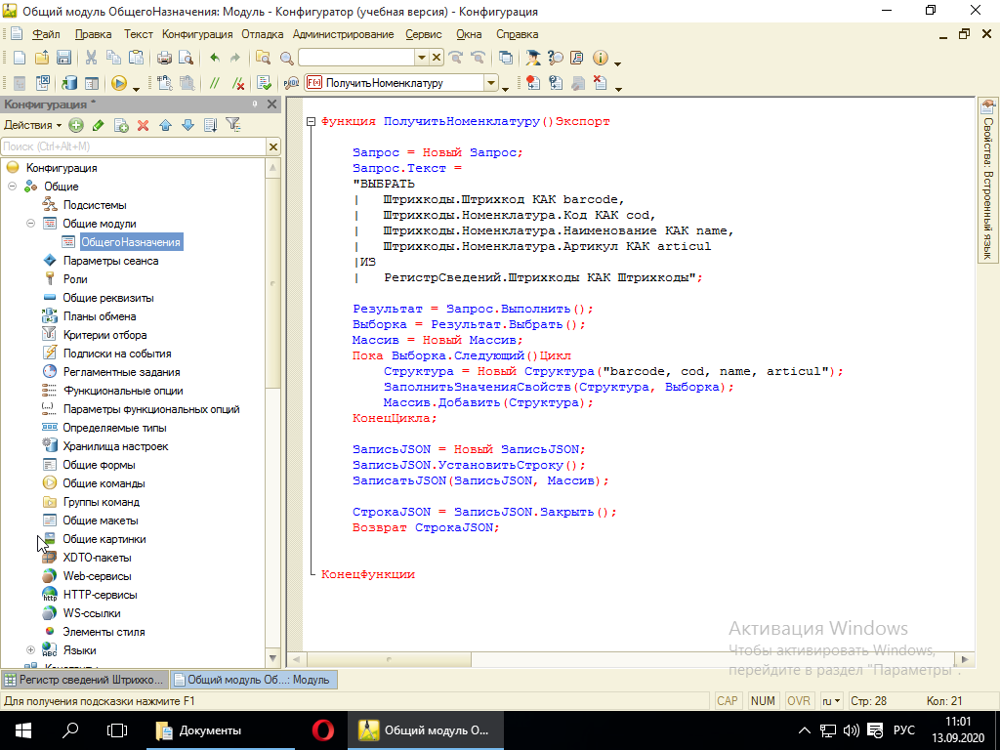 Общий модуль ОбщегоНазначения: Модуль - Конфигуратор (учебная версия) - Конфигурация
Файл Правка Текст Конфигурация Отладка Администрирование Сервис Окна Справка
ПолучитьНоменклатуру
Конфигурация *
Действия
Поиск (Ctrl+Alt+M)
Конфигурация
Общие
Подсистемы
Общие модули
ОбщегоНазначения
Параметры сеанса
Роли
Общие реквизиты
Планы обмена
Критерии отбора
Подписки на события
Регламентные задания
Функциональные опции
Параметры функциональных опций
Определяемые типы
Хранилища настроек
Общие формы
Общие команды
Группы команд
Общие макеты
Общие картинки
XDTO-пакеты
Web-сервисы
HTTP-сервисы
WS-ссылки
Элементы стиля
Языки
Функция ПолучитьНоменклатуру()Экспорт
Запрос = Новый Запрос;
Запрос.Текст =
"ВЫБРАТЬ
| Штрихкоды.Штрихкод КАК barcode,
| Штрихкоды.Номенклатура.Код КАК cod,
| Штрихкоды.Номенклатура.Наименование КАК name,
| Штрихкоды.Номенклатура.Артикул КАК articul
|ИЗ
| РегистрСведений.Штрихкоды КАК Штрихкоды";
Результат = Запрос.Выполнить();
Выборка = Результат.Выбрать();
Массив = Новый Массив;
Пока Выборка.Следующий()Цикл
Структура = Новый Структура("barcode, cod, name, articul");
ЗаполнитьЗначенияСвойств(Структура, Выборка);
Массив.Добавить(Структура);
КонецЦикла;
ЗаписьJSON = Новый ЗаписьJSON;
ЗаписьJSON.УстановитьСтроку();
ЗаписатьJSON(ЗаписьJSON, Массив);
СтрокаJSON = ЗаписьJSON.Закрыть();
Возврат СтрокаJSON;
КонецФункции
Свойства: Встроенный язык
Активация Windows
Чтобы активировать Windows,
перейдите в раздел "Параметры".
Регистр сведений Штрихко... Общий модуль Об...: Модуль
Для получения подсказки нажмите F1 CAP NUM OVR ru Стр: 28 Кол: 21
Документы Общий модуль О... РУС 11:01
13.09.2020